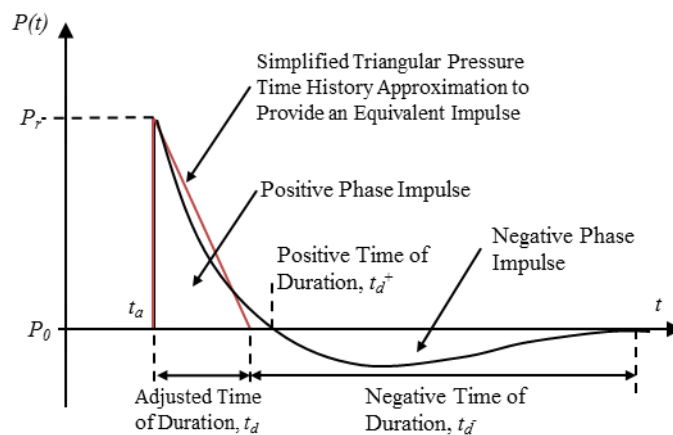 P(t)
Simplified Triangular Pressure
Time History Approximation to
Provide an Equivalent Impulse
Pr
Positive Phase Impulse
Positive Time of
Duration, td+
Negative Phase
Impulse
ta
t
P0
Adjusted Time
of Duration, td
Negative Time of
Duration, td-